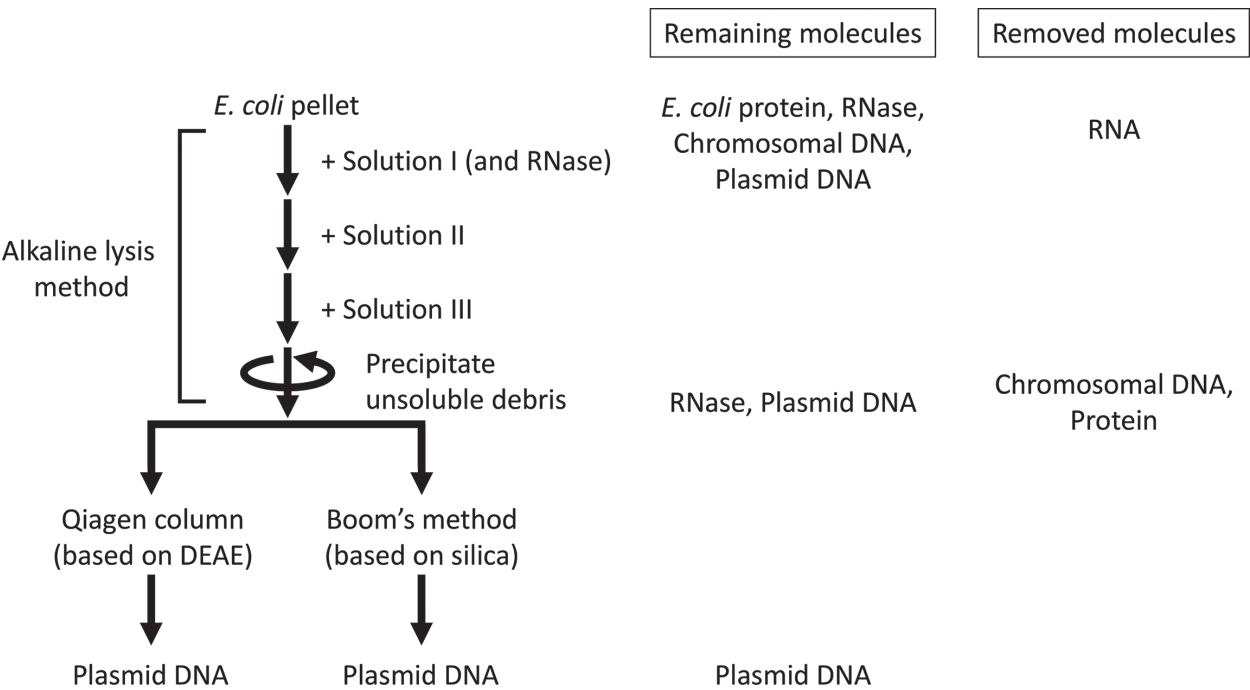 Remaining molecules
Removed molecules
E. coli pellet
E. coli protein, RNase,
Chromosomal DNA,
Plasmid DNA
RNA
+ Solution I (and RNase)
+ Solution II
Alkaline lysis
method
+ Solution III
Precipitate
unsoluble debris
RNase, Plasmid DNA
Chromosomal DNA,
Protein
Qiagen column
(based on DEAE)
Boom’s method
(based on silica)
Plasmid DNA
Plasmid DNA
Plasmid DNA